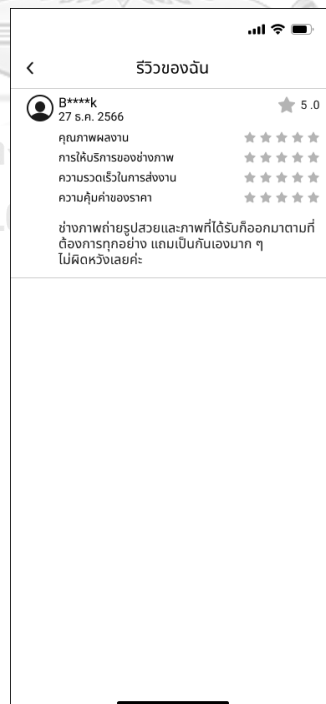 รีวิวของฉัน
B****k
5.0
27 ธ.ค. 2566
คุณภาพผลงาน
การให้บริการของช่างภาพ
ความรวดเร็วในการส่งงาน
ความคุ้มค่าของราคา
ช่างภาพถ่ายรูปสวยและภาพที่ได้รับก็ออกมาตามที่
ต้องการทุกอย่าง แถมเป็นกันเองมาก ๆ
ไม่ผิดหวังเลยค่ะ